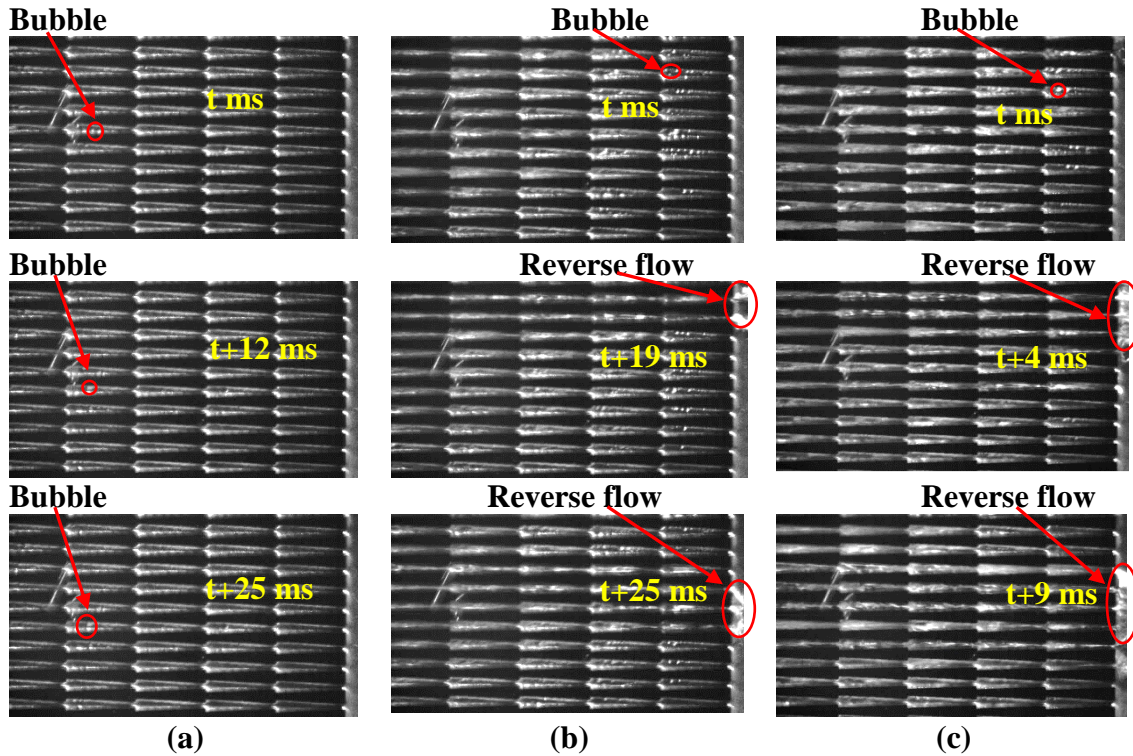 Bubble Bubble Bubble
t ms t ms t ms
Bubble Reverse flow Reverse flow
t+12 ms t+19 ms t+4 ms
Bubble Reverse flow Reverse flow
t+25 ms t+25 ms t+9 ms
(a) (b) (c)